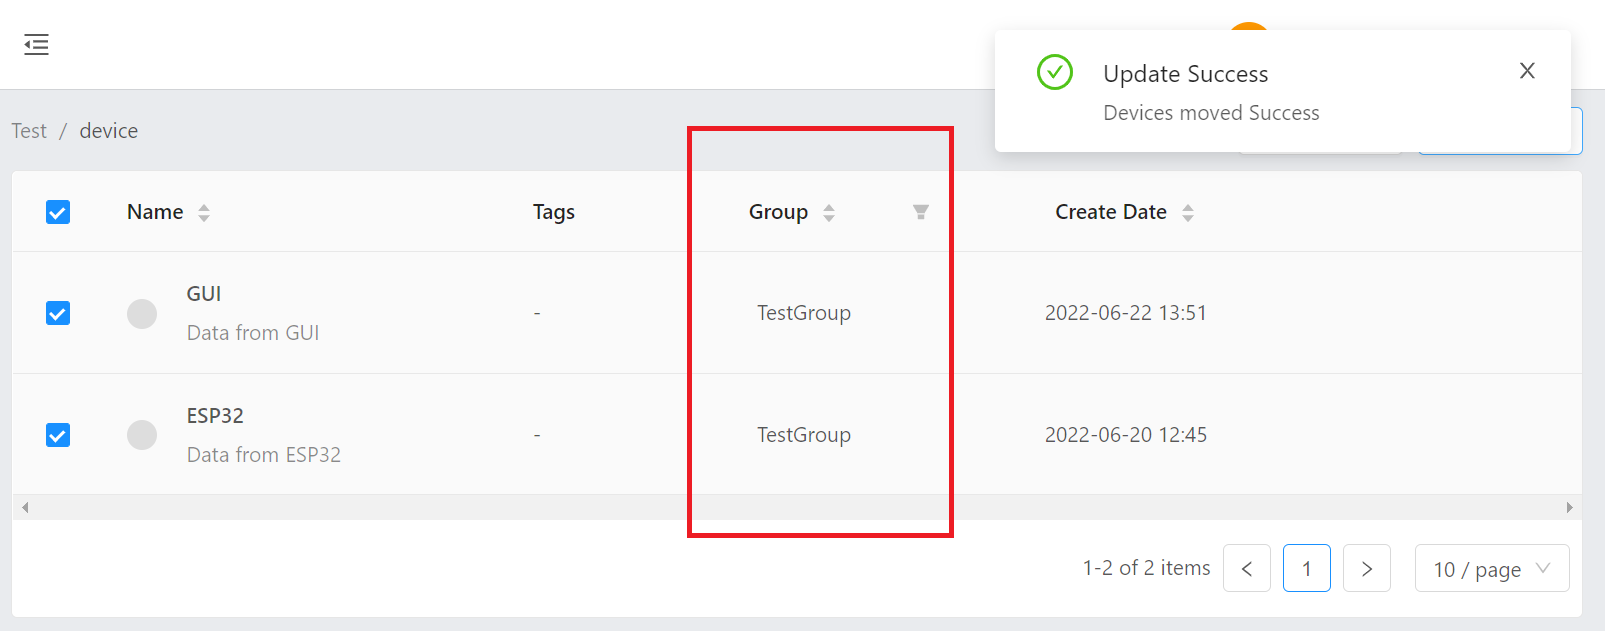 Update Success
Devices moved Success
Test / device
Name Tags Group Create Date
GUI
Data from GUI
- TestGroup 2022-06-22 13:51
ESP32
Data from ESP32
- TestGroup 2022-06-20 12:45
1-2 of 2 items < 1 > 10 / page